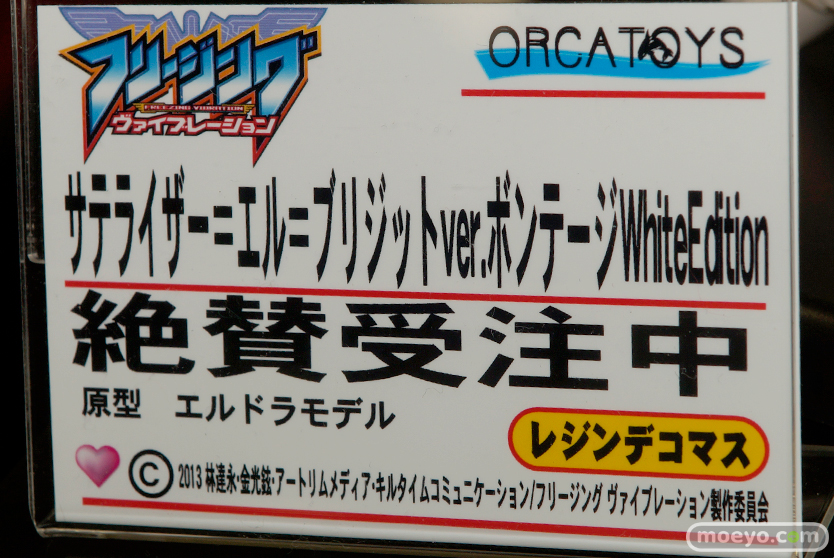 フリージング
FREEZING VIBRATION
ヴァイブレーション
ORCATOYS
サテライザー=エル=ブリジットver.ボンテージWhiteEdition
絶賛受注中
原型 エルドラモデル
レジンデコマス
©2013 林達永・金光鉉・アートリムメディア・キルタイムコミュニケーション/フリージング ヴァイブレーション製作委員会
moeyo.com